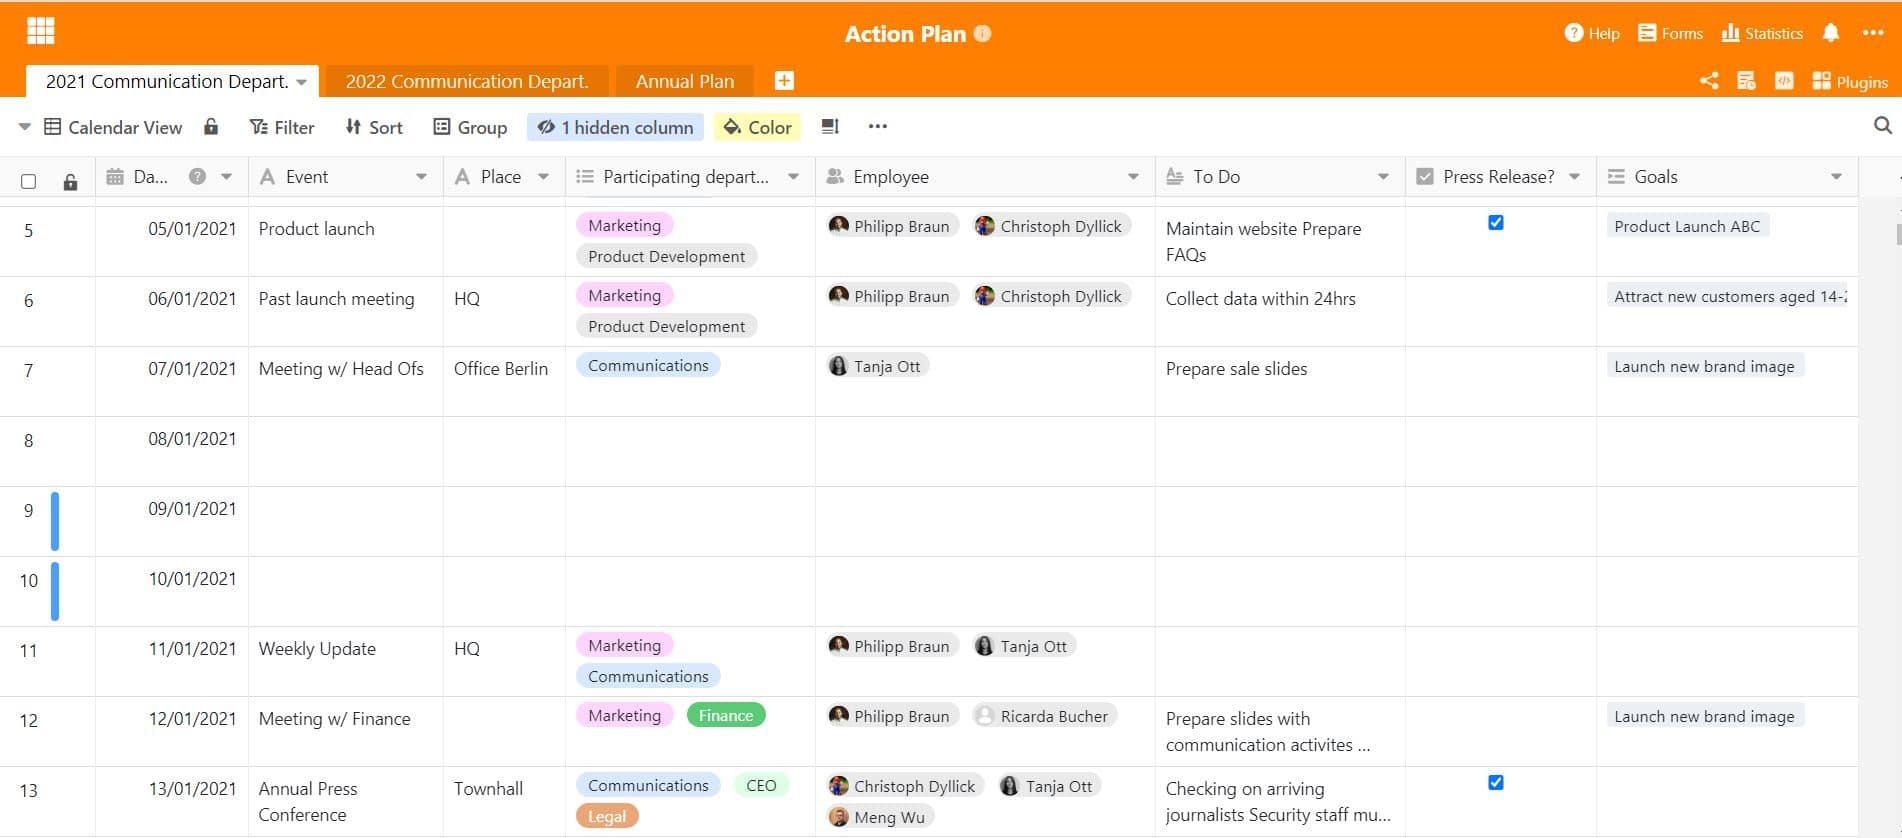 Action Plan
Help Forms Statistics
2021 Communication Depart. 2022 Communication Depart. Annual Plan
Plugins
Calendar View Filter Sort Group 1 hidden column Color
Da... Event Place Participating depart... Employee To Do Press Release? Goals
5 05/01/2021 Product launch Marketing Philipp Braun Christoph Dyllick Maintain website Prepare Product Launch ABC
Product Development FAQs
6 06/01/2021 Past launch meeting HQ Marketing Philipp Braun Christoph Dyllick Collect data within 24hrs Attract new customers aged 14-2
Product Development
7 07/01/2021 Meeting w/ Head Ofs Office Berlin Communications Tanja Ott Prepare sale slides Launch new brand image
8 08/01/2021
9 09/01/2021
10 10/01/2021
11 11/01/2021 Weekly Update HQ Marketing Philipp Braun Tanja Ott
Communications
12 12/01/2021 Meeting w/ Finance Marketing Finance Philipp Braun Ricarda Bucher Prepare slides with Launch new brand image
communication activites ...
13 13/01/2021 Annual Press Townhall Communications CEO Christoph Dyllick Tanja Ott Checking on arriving
Conference Legal Meng Wu journalists Security staff mu...